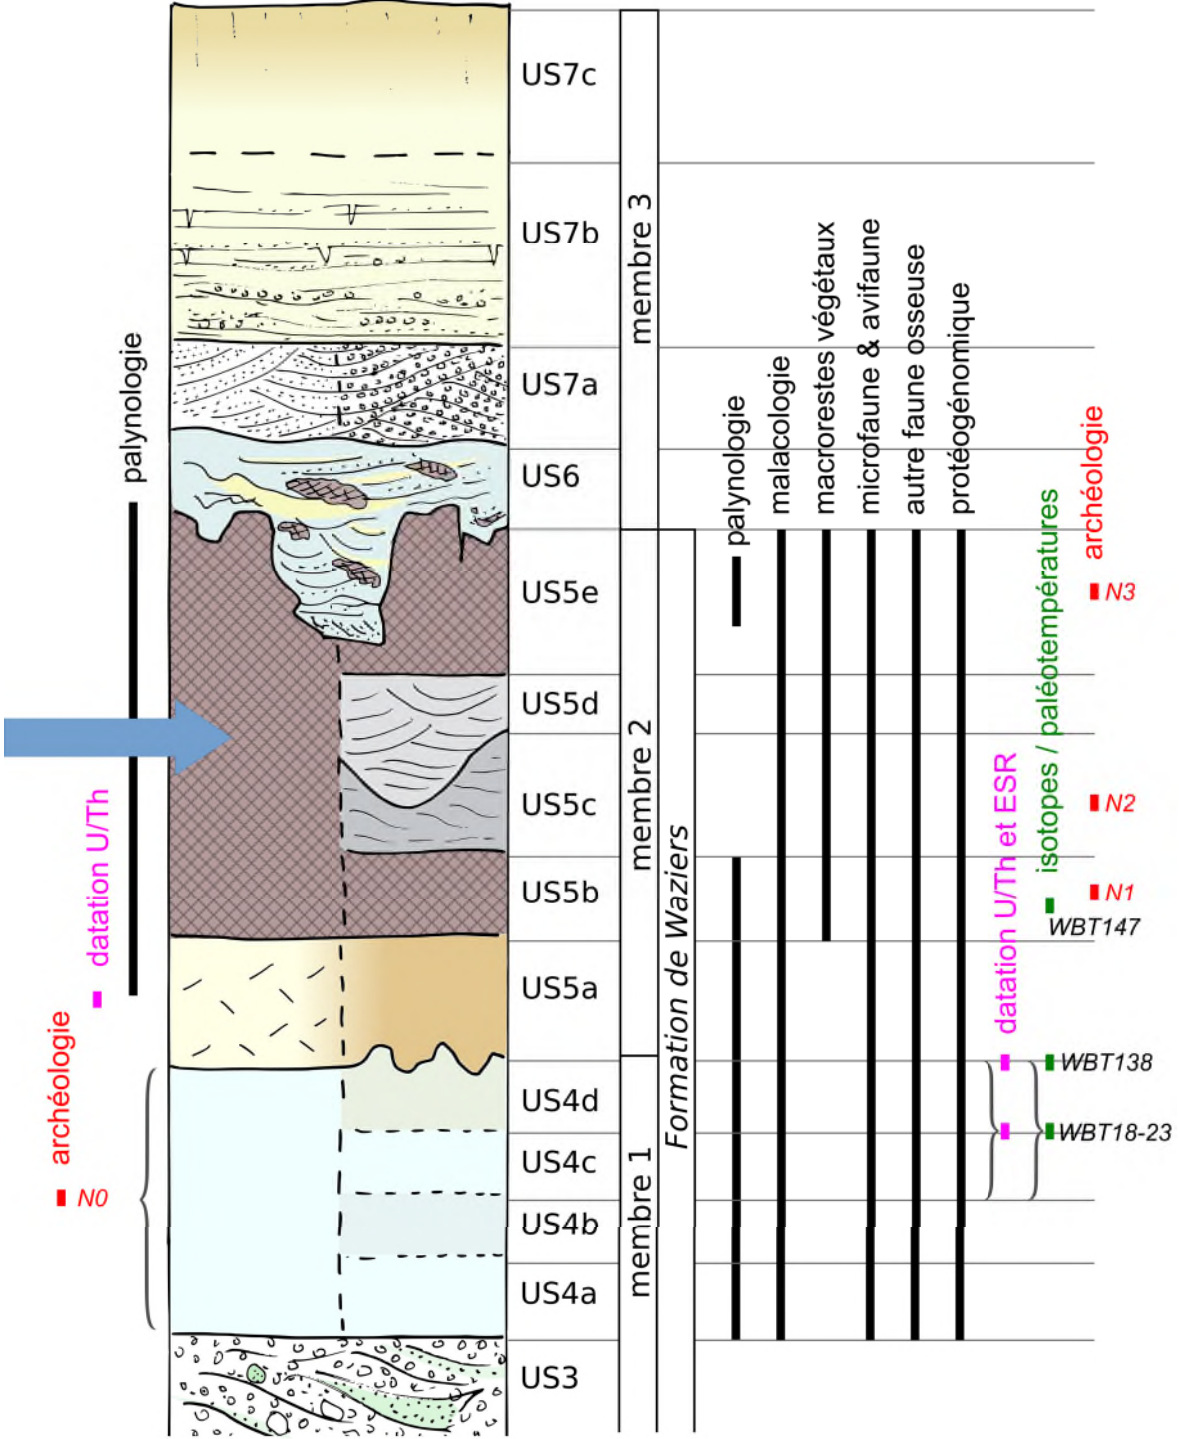 US7c
US7b
US7a
US6
US5e
US5d
US5c
US5b
US5a
US4d
US4c
US4b
US4a
US3
membre 3
membre 2
membre 1
Formation de Waziers
palynologie
datation U/Th
archéologie
N0
palynologie
malacologie
macrorestes végétaux
microfaune & avifaune
autre faune osseuse
protéogénomique
datation U/Th et ESR
isotopes / paléotempératures
archéologie
N3
N2
N1
WBT147
WBT138
WBT18-23